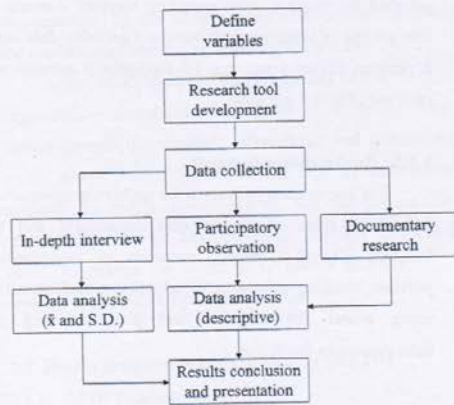 Define
variables
Research tool
development
Data collection
In-depth interview
Participatory
observation
Documentary
research
Data analysis
(x̄ and S.D.)
Data analysis
(descriptive)
Results conclusion
and presentation